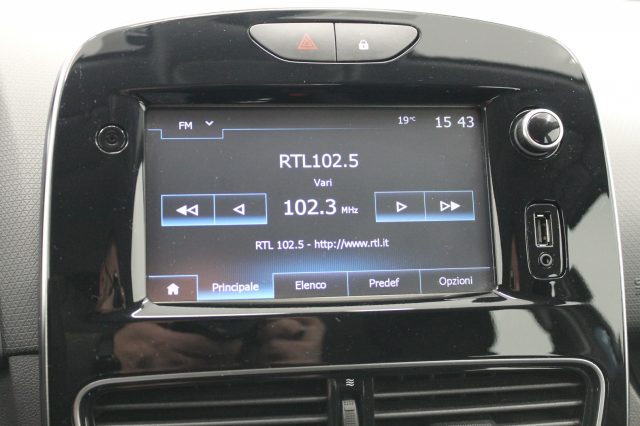 FM 19°C 15 43
RTL102.5
Vari
102.3 MHz
RTL 102.5 - http://www.rtl.it
Principale Elenco Predef Opzioni